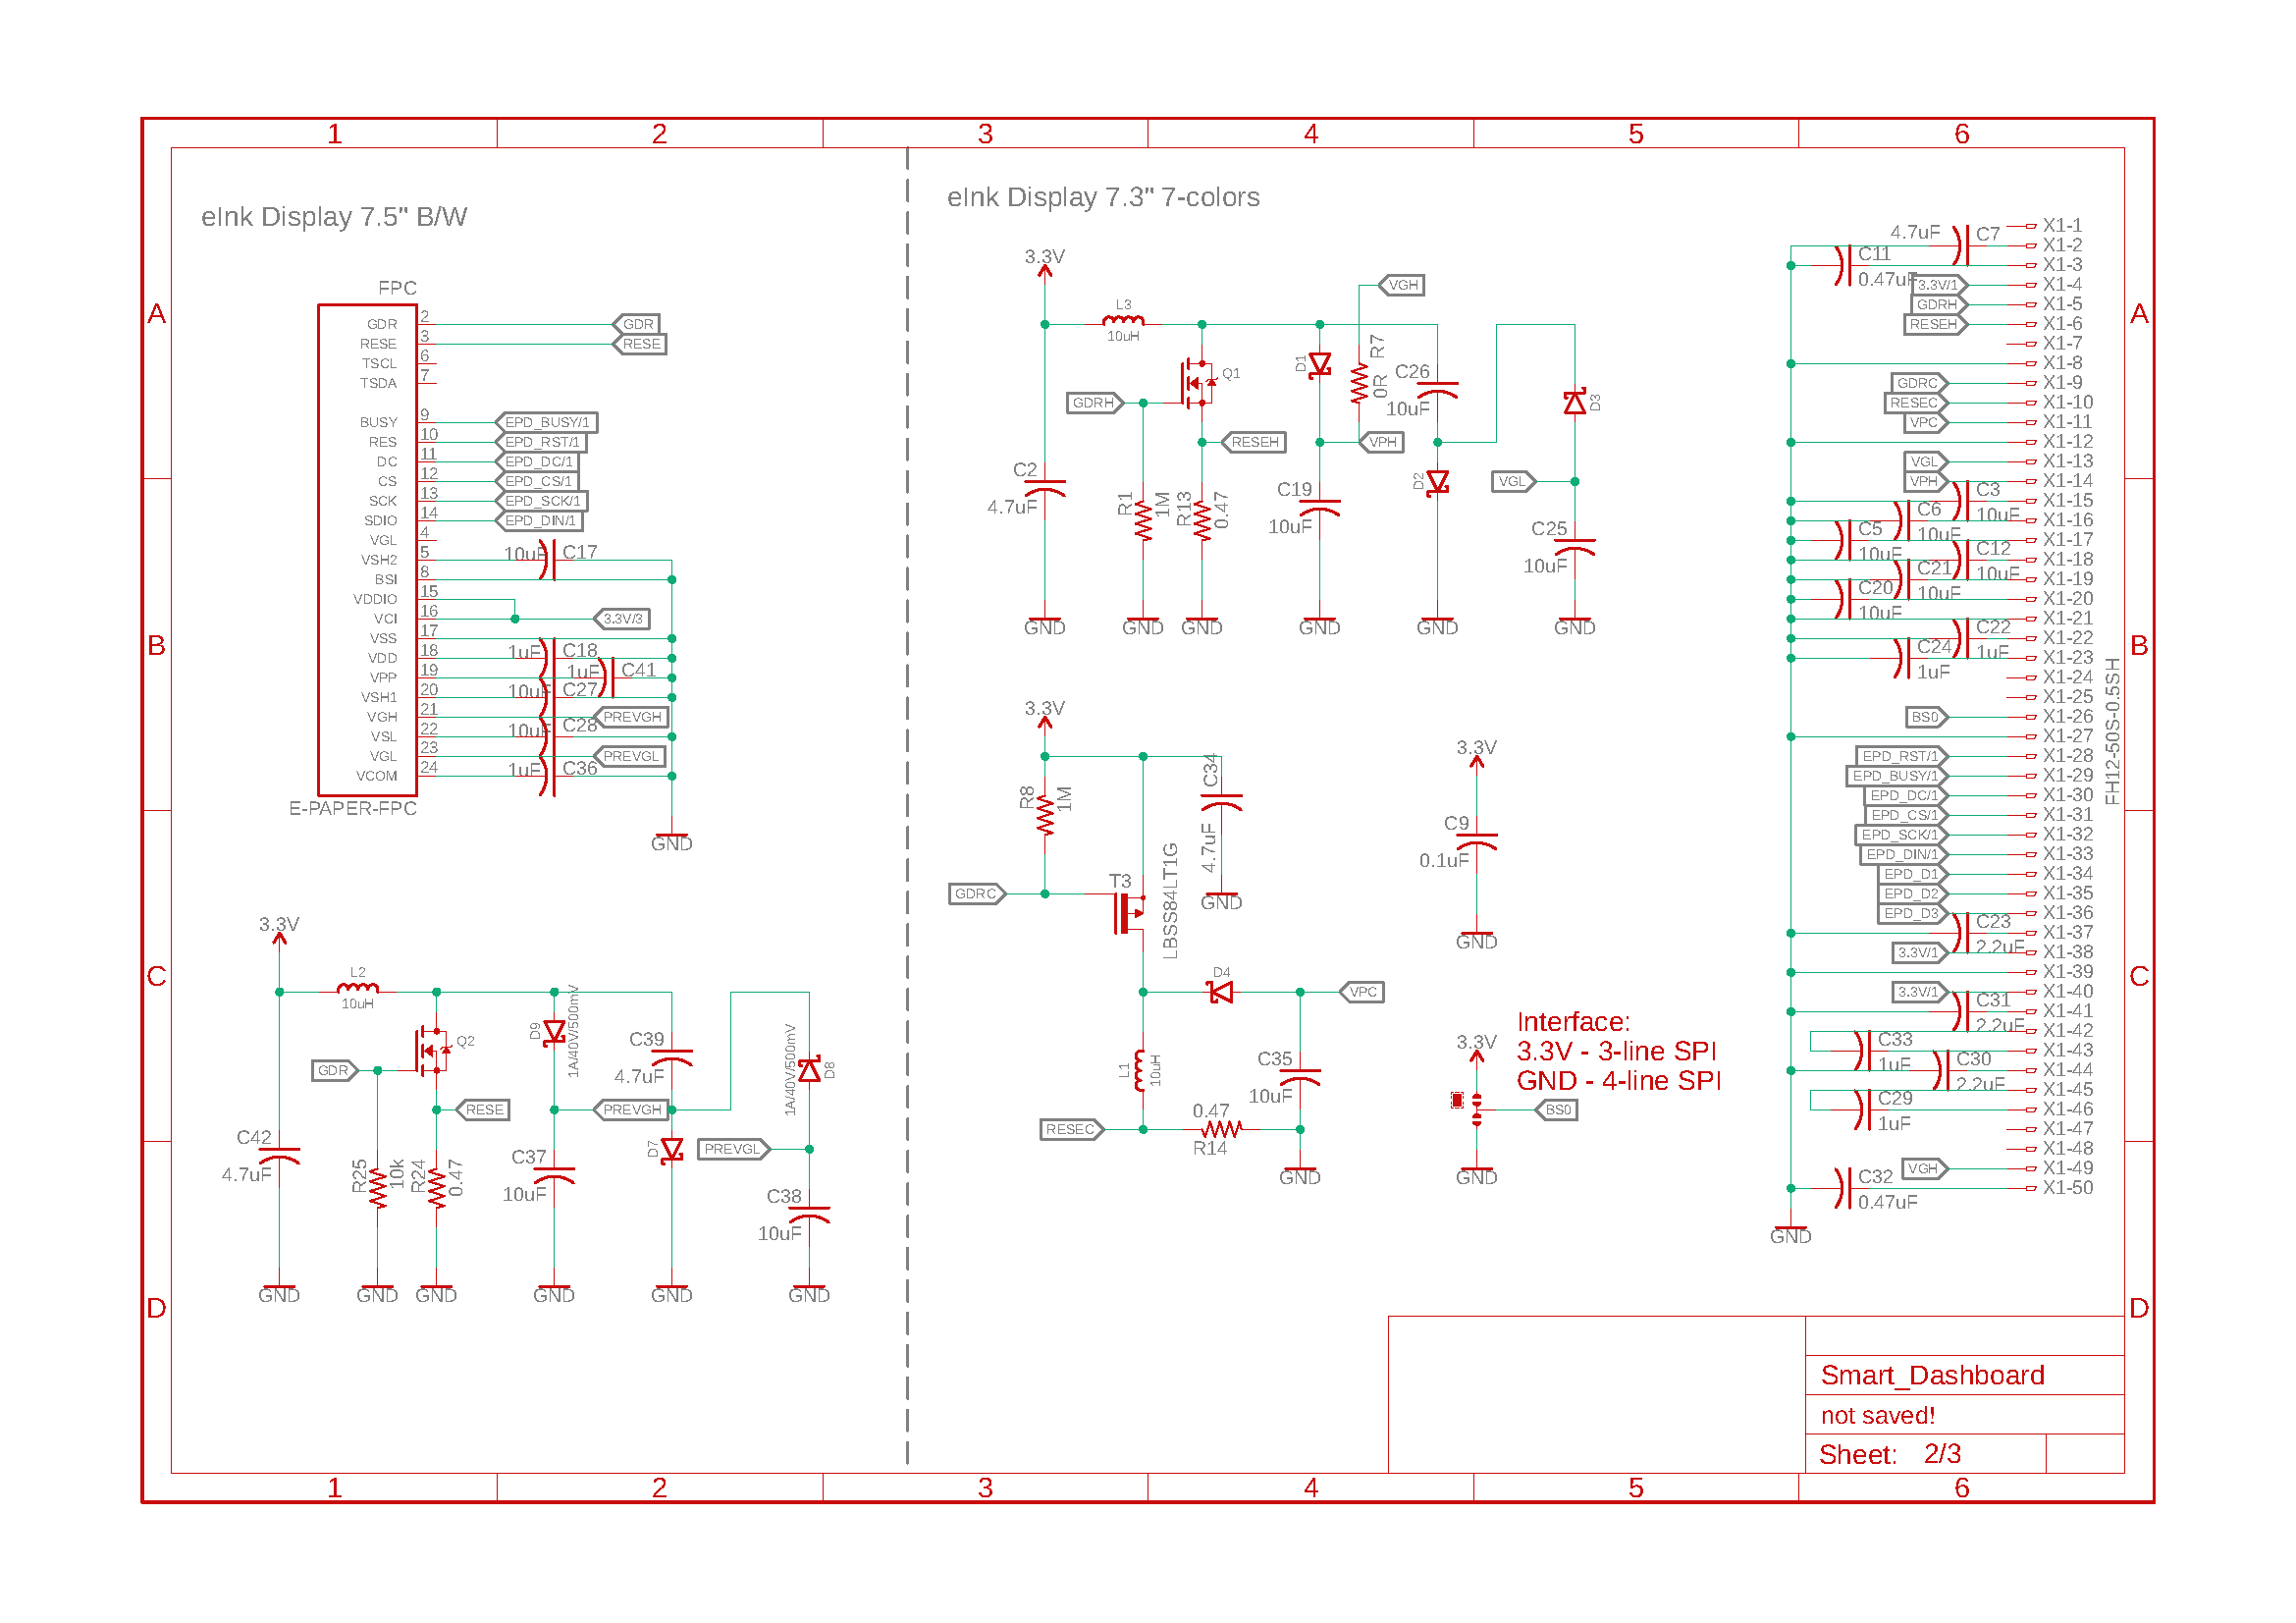 1 2 3 4 5 6
A
B
C
D
eInk Display 7.5" B/W
FPC
GDR 2 GDR
RESE 3 RESE
TSCL 6
TSDA 7
BUSY 9 EPD_BUSY/1
RES 10 EPD_RST/1
DC 11 EPD_DC/1
CS 12 EPD_CS/1
SCK 13 EPD_SCK/1
SDIO 14 EPD_DIN/1
VGL 4
VSH2 5 10uF C17
BSI 8
VDDIO 15
VCI 16 3.3V/3
VSS 17
VDD 18 1uF C18
VPP 19 1uF C41
VSH1 20 10uF C27
VGH 21 PREVGH
VSL 22 10uF C28
VGL 23 PREVGL
VCOM 24 1uF C36
E-PAPER-FPC
GND
3.3V
L2
10uH
Q2
GDR
RESE
D9
1A/40V/500mV
C39
4.7uF
PREVGH
D7
1A/40V/500mV
D8
PREVGL
C42
4.7uF
R25
10k
R24
0.47
C37
10uF
C38
10uF
GND GND GND GND GND GND
eInk Display 7.3" 7-colors
3.3V
L3
10uH
Q1
GDRH
RESEH
D1
R7
0R
VGH
VPH
C26
10uF
D2
D3
VGL
C2
4.7uF
R1
1M
R13
0.47
C19
10uF
C25
10uF
GND GND GND GND GND GND
3.3V
R8
1M
C34
4.7uF
GND
GDRC
T3
LBSS84LT1G
D4
VPC
L1
10uH
C35
10uF
RESEC
0.47
R14
GND
3.3V
C9
0.1uF
GND
Interface:
3.3V - 3-line SPI
GND - 4-line SPI
3.3V
BS0
GND
X1-1
4.7uF C7 X1-2
C11 0.47uF X1-3
3.3V/1 X1-4
GDRH X1-5
RESEH X1-6
X1-7
X1-8
GDRC X1-9
RESEC X1-10
VPC X1-11
X1-12
VGL X1-13
VPH X1-14
C3 10uF X1-15
C6 10uF X1-16
C5 10uF X1-17
C12 10uF X1-18
C21 10uF X1-19
C20 10uF X1-20
X1-21
C22 1uF X1-22
C24 1uF X1-23
X1-24
X1-25
BS0 X1-26
X1-27
EPD_RST/1 X1-28
EPD_BUSY/1 X1-29
EPD_DC/1 X1-30
EPD_CS/1 X1-31
EPD_SCK/1 X1-32
EPD_DIN/1 X1-33
EPD_D1 X1-34
EPD_D2 X1-35
EPD_D3 X1-36
C23 2.2uF X1-37
3.3V/1 X1-38
X1-39
3.3V/1 X1-40
C31 2.2uF X1-41
X1-42
C33 1uF X1-43
C30 2.2uF X1-44
X1-45
C29 1uF X1-46
X1-47
X1-48
VGH X1-49
C32 0.47uF X1-50
GND
FH12-50S-0.5SH
A
B
C
D
Smart_Dashboard
not saved!
Sheet: 2/3
1 2 3 4 5 6